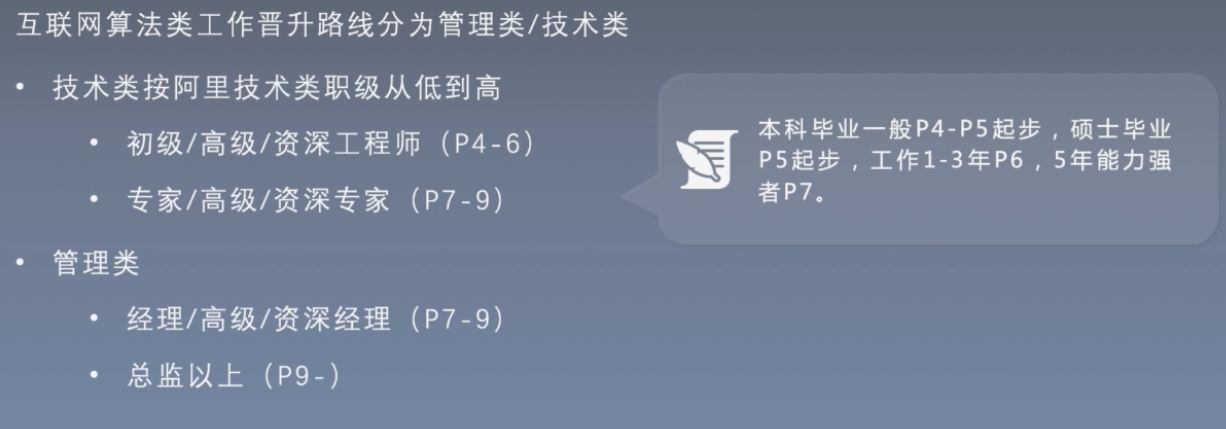 互联网算法类工作晋升路线分为管理类/技术类
• 技术类按阿里技术类职级从低到高
• 初级/高级/资深工程师（P4-6）
• 专家/高级/资深专家（P7-9）
本科毕业一般P4-P5起步，硕士毕业
P5起步，工作1-3年P6，5年能力强
者P7。
• 管理类
• 经理/高级/资深经理（P7-9）
• 总监以上（P9-）